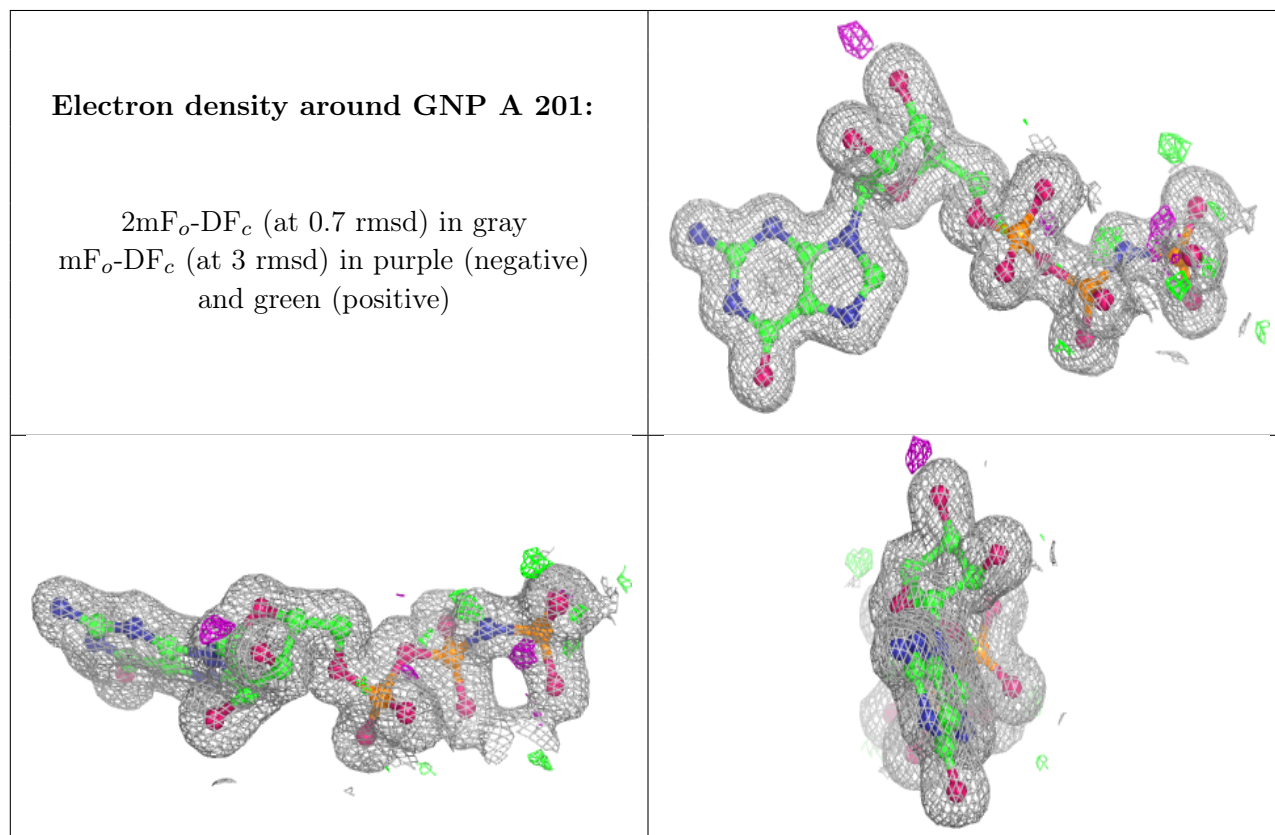 Electron density around GNP A 201:
2mFo-DFc (at 0.7 rmsd) in gray
mFo-DFc (at 3 rmsd) in purple (negative)
and green (positive)